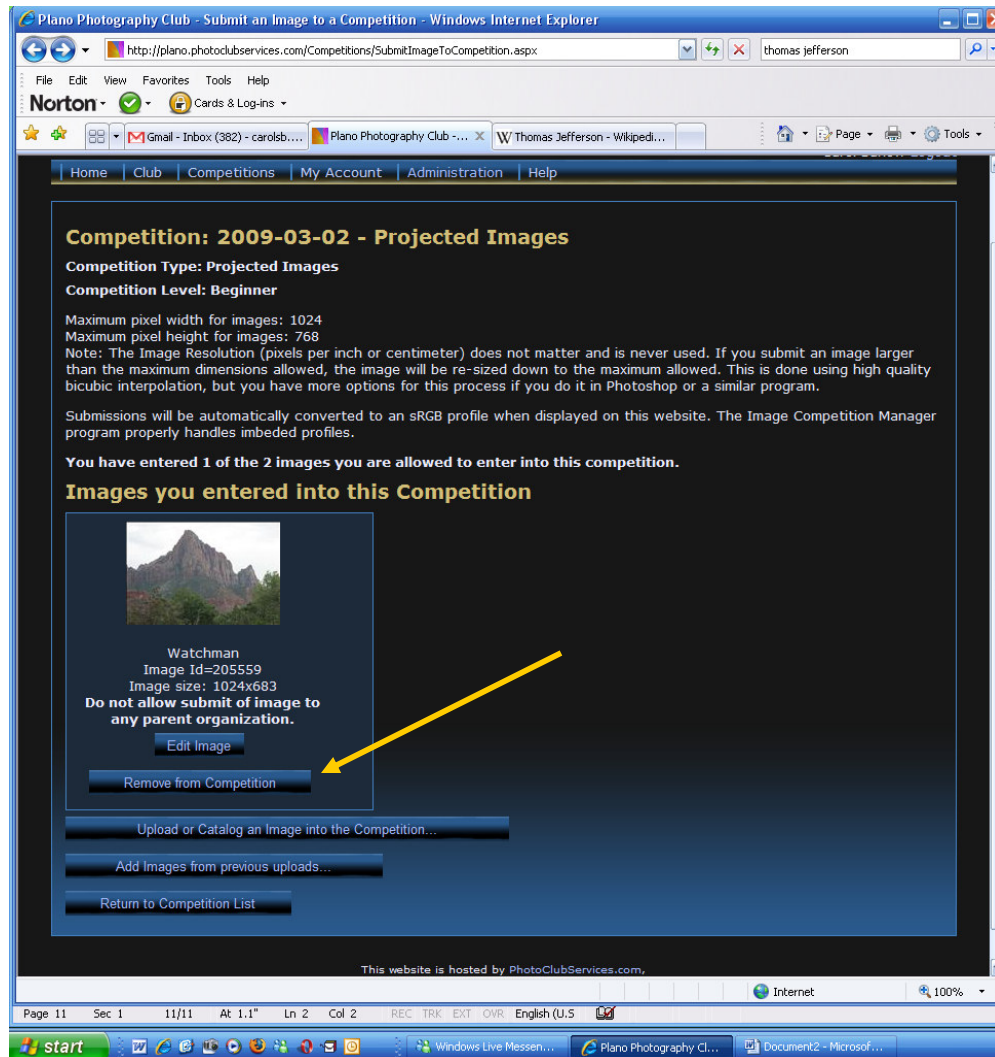 Plano Photography Club - Submit an Image to a Competition - Windows Internet Explorer
http://plano.photoclubservices.com/Competitions/SubmitImageToCompetition.aspx
thomas jefferson
File Edit View Favorites Tools Help
Norton Cards & Log-ins
Gmail - Inbox (382) - carolsb.... Plano Photography Club -... X W Thomas Jefferson - Wikipedi... Page Tools
Home Club Competitions My Account Administration Help
Competition: 2009-03-02 - Projected Images
Competition Type: Projected Images
Competition Level: Beginner
Maximum pixel width for images: 1024
Maximum pixel height for images: 768
Note: The Image Resolution (pixels per inch or centimeter) does not matter and is never used. If you submit an image larger
than the maximum dimensions allowed, the image will be re-sized down to the maximum allowed. This is done using high quality
bicubic interpolation, but you have more options for this process if you do it in Photoshop or a similar program.
Submissions will be automatically converted to an sRGB profile when displayed on this website. The Image Competition Manager
program properly handles imbeded profiles.
You have entered 1 of the 2 images you are allowed to enter into this competition.
Images you entered into this Competition
Watchman
Image Id=205559
Image size: 1024x683
Do not allow submit of image to
any parent organization.
Edit Image
Remove from Competition
Upload or Catalog an Image into the Competition...
Add Images from previous uploads...
Return to Competition List
This website is hosted by PhotoClubServices.com,
Internet 100%
Page 11 Sec 1 11/11 At 1.1" Ln 2 Col 2 REC TRK EXT OVR English (U.S
start Windows Live Messen... Plano Photography Cl... Document2 - Microsof...